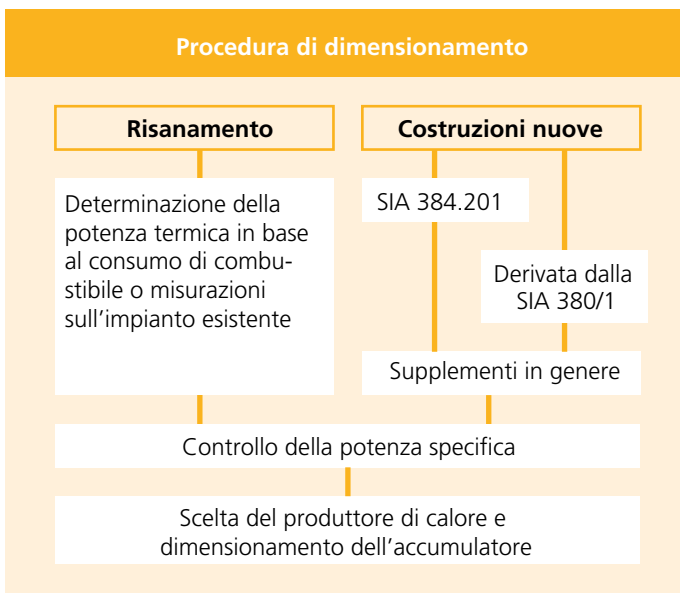 Procedura di dimensionamento
Risanamento
Costruzioni nuove
Determinazione della
potenza termica in base
al consumo di combu-
stibile o misurazioni
sull’impianto esistente
SIA 384.201
Derivata dalla
SIA 380/1
Supplementi in genere
Controllo della potenza specifica
Scelta del produttore di calore e
dimensionamento dell’accumulatore